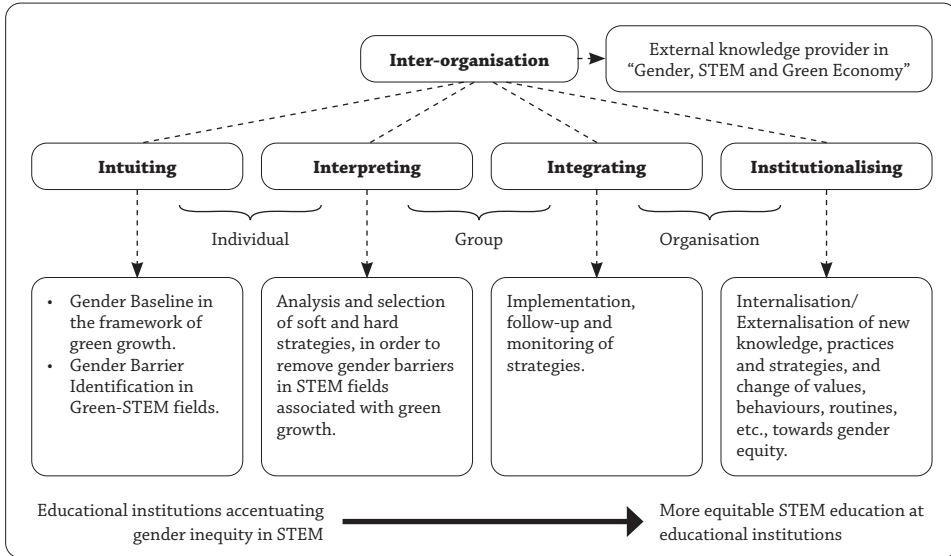 Inter-organisation
External knowledge provider in
“Gender, STEM and Green Economy”
Intuiting
Interpreting
Integrating
Institutionalising
Individual
Group
Organisation
• Gender Baseline in
the framework of
green growth.
• Gender Barrier
Identification in
Green-STEM fields.
Analysis and selection
of soft and hard
strategies, in order to
remove gender barriers
in STEM fields
associated with green
growth.
Implementation,
follow-up and
monitoring of
strategies.
Internalisation/
Externalisation of new
knowledge, practices
and strategies, and
change of values,
behaviours, routines,
etc., towards gender
equity.
Educational institutions accentuating
gender inequity in STEM
More equitable STEM education at
educational institutions